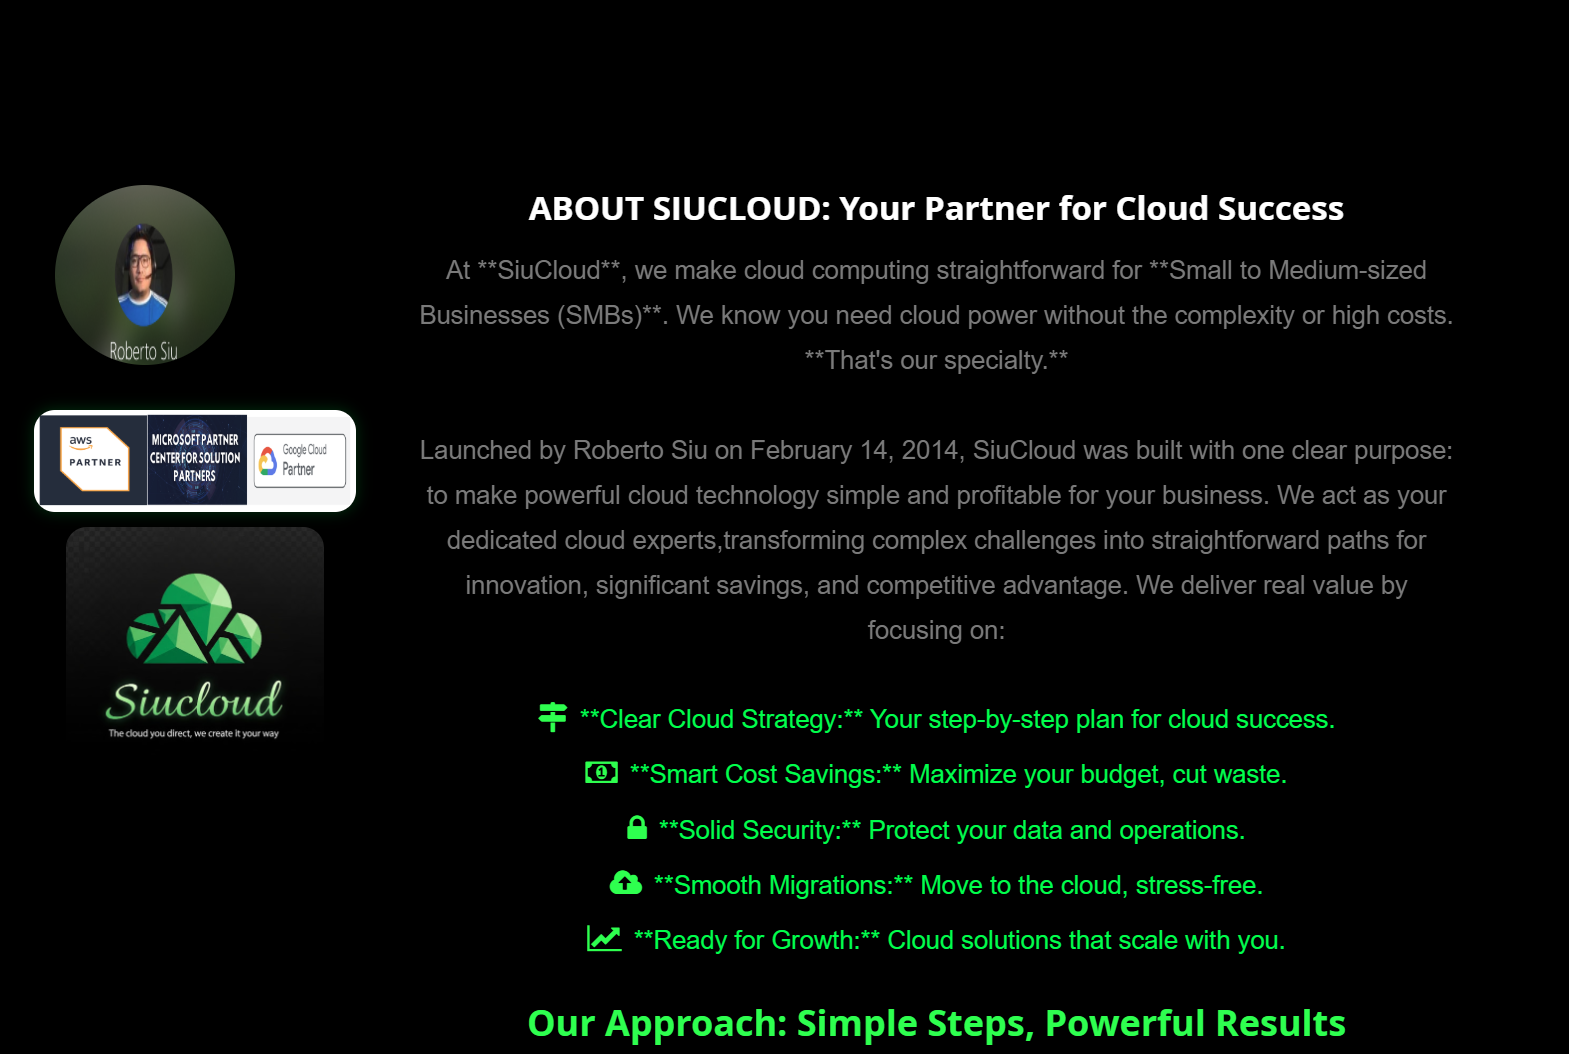 ABOUT SIUCLOUD: Your Partner for Cloud Success
At **SiuCloud**, we make cloud computing straightforward for **Small to Medium-sized
Businesses (SMBs)**. We know you need cloud power without the complexity or high costs.
**That's our specialty.**
Launched by Roberto Siu on February 14, 2014, SiuCloud was built with one clear purpose:
to make powerful cloud technology simple and profitable for your business. We act as your
dedicated cloud experts,transforming complex challenges into straightforward paths for
innovation, significant savings, and competitive advantage. We deliver real value by
focusing on:
**Clear Cloud Strategy:** Your step-by-step plan for cloud success.
**Smart Cost Savings:** Maximize your budget, cut waste.
**Solid Security:** Protect your data and operations.
**Smooth Migrations:** Move to the cloud, stress-free.
**Ready for Growth:** Cloud solutions that scale with you.
Our Approach: Simple Steps, Powerful Results
Roberto Siu
aws
PARTNER
MICROSOFT PARTNER
CENTER FOR SOLUTION
PARTNERS
Google Cloud
Partner
Siucloud
The cloud you direct, we create it your way